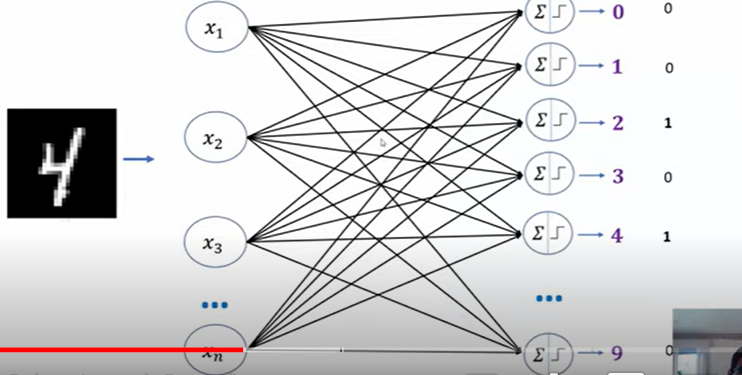 x₁ Σ 0 0
Σ 1 0
x₂ Σ 2 1
Σ 3 0
x₃ Σ 4 1
... ...
xₙ Σ 9 0